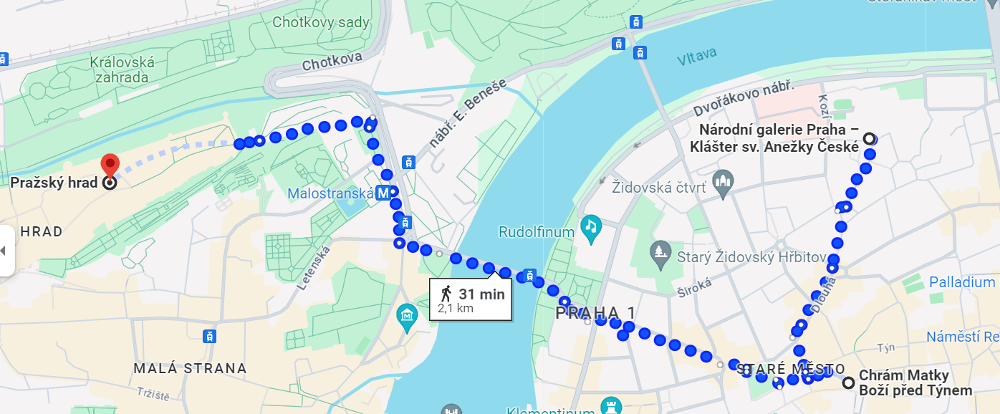 Štefánikův most
Chotkovy sady
Královská
zahrada
Chotkova
Vltava
nábř. E. Beneše
Dvořákovo nábř.
Kozí
Národní galerie Praha –
Klášter sv. Anežky České
Pražský hrad
Malostranská
M
Židovská čtvrť
HRAD
Rudolfinum
Starý Židovský Hřbitov
Letenská
31 min
2,1 km
Široká
Dlouhá
Palladium
PRAHA 1
Náměstí Re
Týn
MALÁ STRANA
STARÉ MĚSTO
Chrám Matky
Boží před Týnem
Tržiště
Klementinum